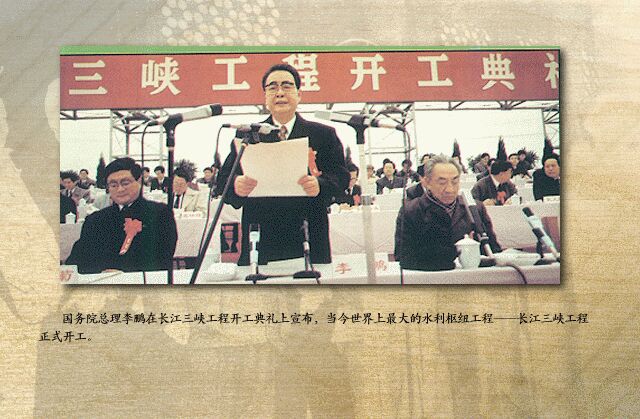 三峡工程开工典礼
李鹏
国务院总理李鹏在长江三峡工程开工典礼上宣布，当今世界上最大的水利枢纽工程——长江三峡工程
正式开工。